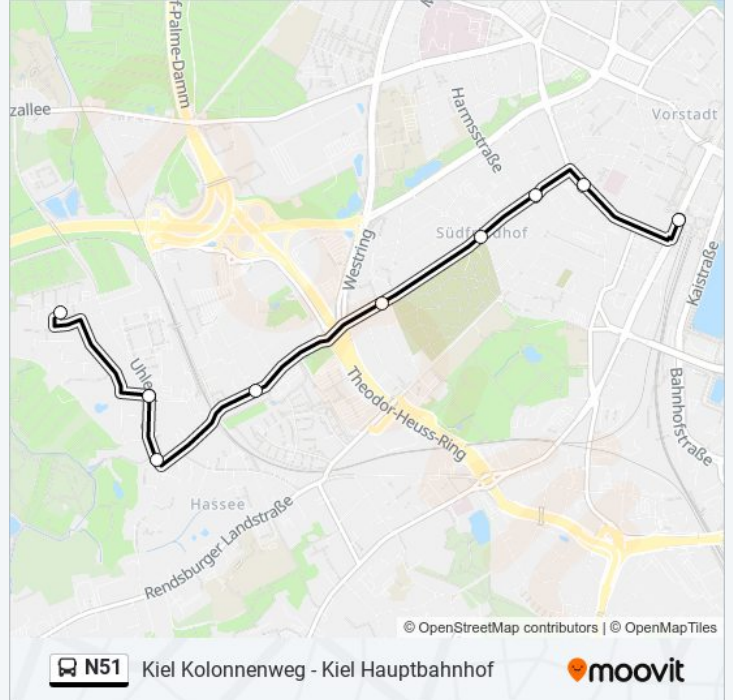 f-Palme-Damm
zallee
Harmsstraße
Vorstadt
Südfriedhof
Westring
Kaistraße
Uhle
Theodor-Heuss-Ring
Bahnhofstraße
Hassee
Rendsburger Landstraße
© OpenStreetMap contributors | © OpenMapTiles
N51 Kiel Kolonnenweg - Kiel Hauptbahnhof moovit